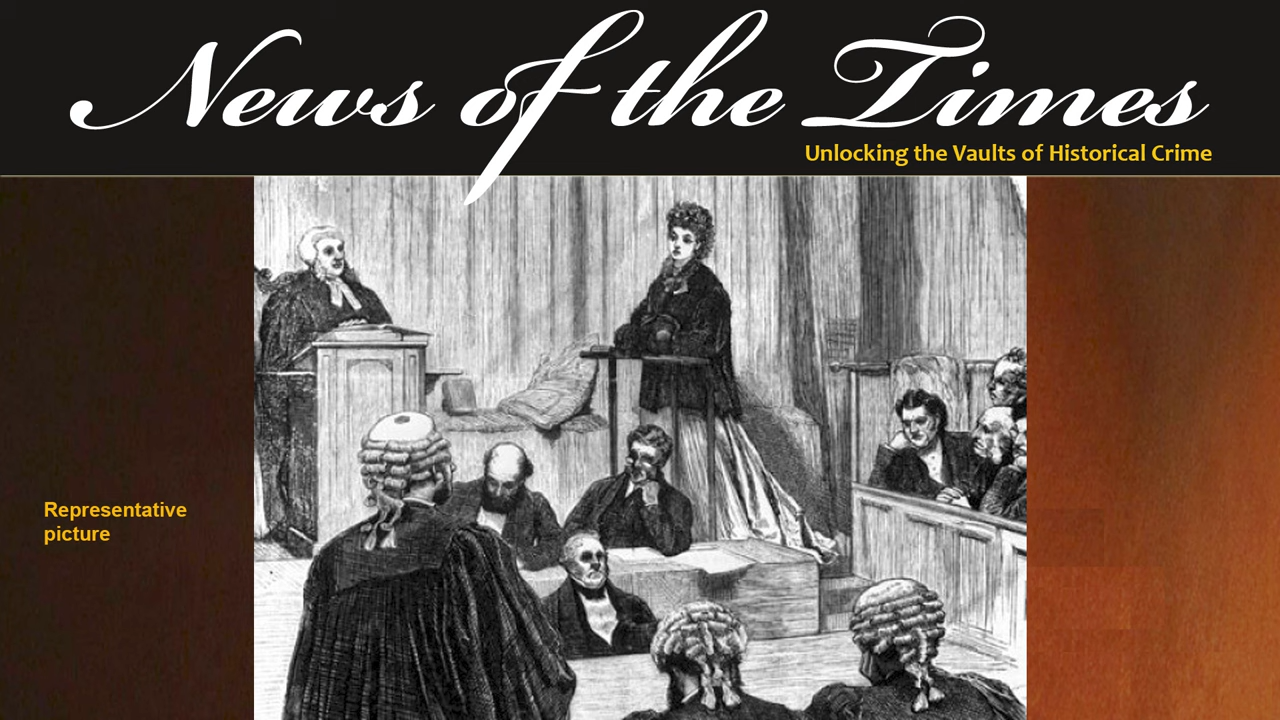 News of the Times
Unlocking the Vaults of Historical Crime
Representative
picture